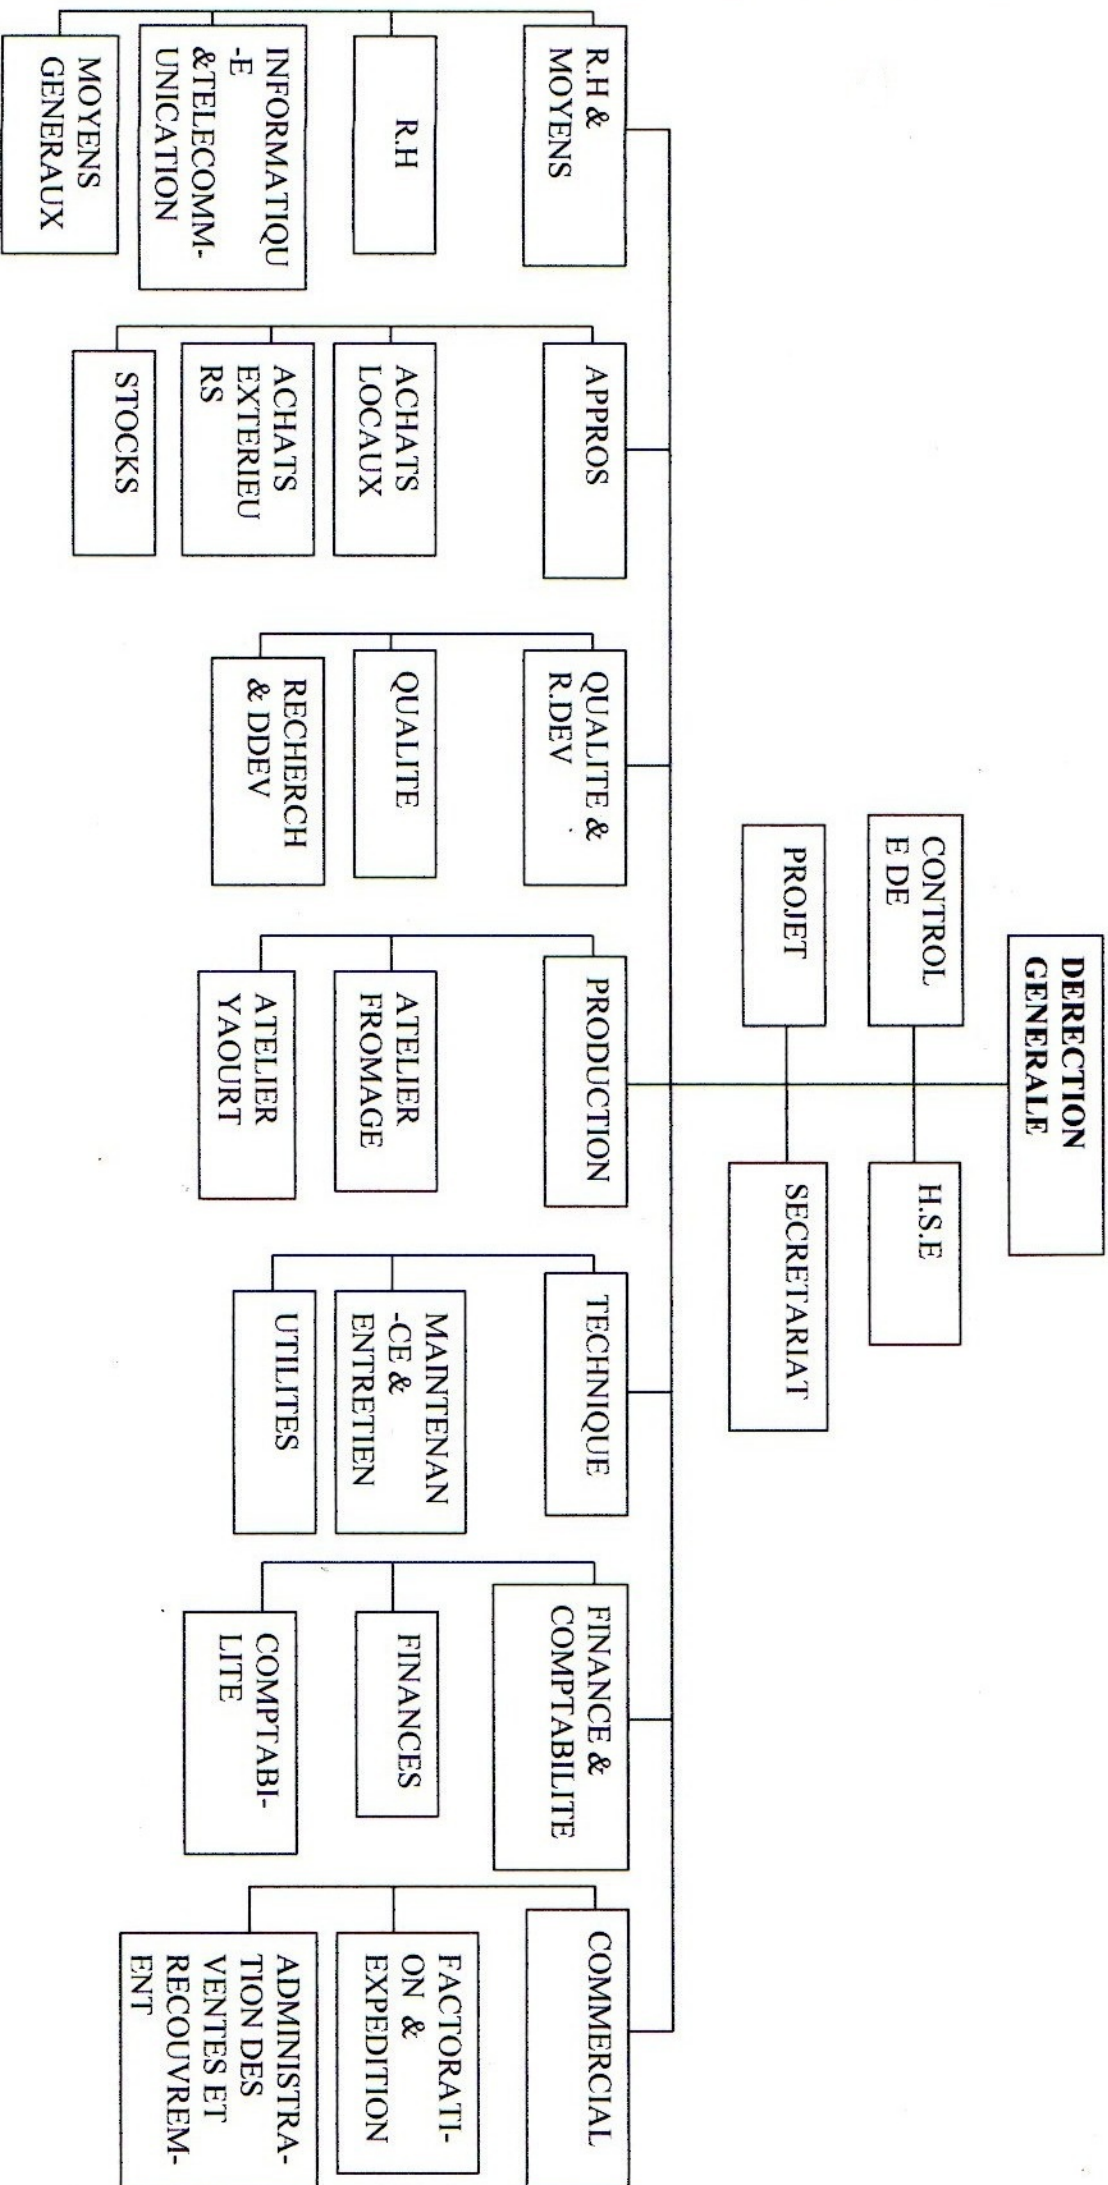 DERECTION
GENERALE
CONTROL
E DE
H.S.E
PROJET
SECRETARIAT
R.H &
MOYENS
R.H
INFORMATIQU
-E
&TELECOMM-
UNICATION
MOYENS
GENERAUX
APPROS
ACHATS
LOCAUX
ACHATS
EXTERIEU
RS
STOCKS
QUALITE &
R.DEV
QUALITE
RECHERCH
& DDEV
PRODUCTION
ATELIER
FROMAGE
ATELIER
YAOURT
TECHNIQUE
MAINTENAN
-CE &
ENTRETIEN
UTILITES
FINANCE &
COMPTABILITE
FINANCES
COMPTABI-
LITE
COMMERCIAL
FACTORATI-
ON &
EXPEDITION
ADMINISTRA-
TION DES
VENTES ET
RECOUVREM-
ENT